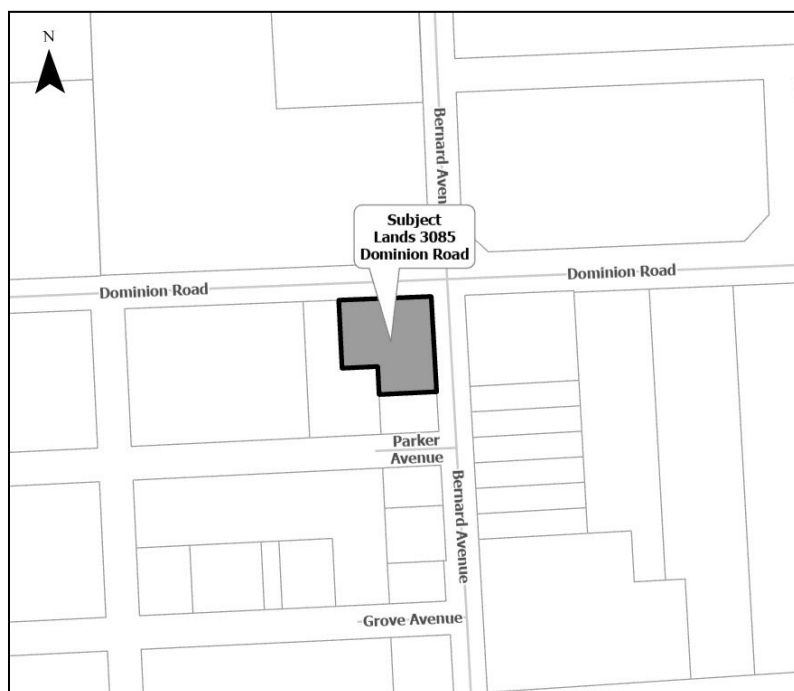 N
Bernard Aven
Subject
Lands 3085
Dominion Road
Dominion Road
Dominion Road
Parker
Avenue
Bernard Avenue
Grove Avenue